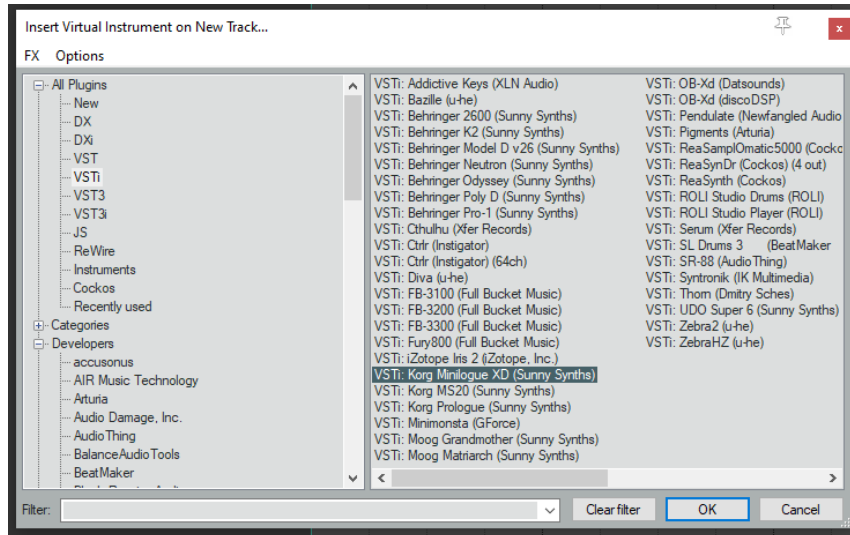 Insert Virtual Instrument on New Track...
x
FX Options
All Plugins
New
DX
DXi
VST
VSTi
VST3
VST3i
JS
ReWire
Instruments
Cockos
Recently used
Categories
Developers
accusonus
AIR Music Technology
Arturia
Audio Damage, Inc.
AudioThing
BalanceAudioTools
BeatMaker
VSTi: Addictive Keys (XLN Audio)
VSTi: Bazille (u-he)
VSTi: Behringer 2600 (Sunny Synths)
VSTi: Behringer K2 (Sunny Synths)
VSTi: Behringer Model D v26 (Sunny Synths)
VSTi: Behringer Neutron (Sunny Synths)
VSTi: Behringer Odyssey (Sunny Synths)
VSTi: Behringer Poly D (Sunny Synths)
VSTi: Behringer Pro-1 (Sunny Synths)
VSTi: Cthulhu (Xfer Records)
VSTi: Ctrlr (Instigator)
VSTi: Ctrlr (Instigator) (64ch)
VSTi: Diva (u-he)
VSTi: FB-3100 (Full Bucket Music)
VSTi: FB-3200 (Full Bucket Music)
VSTi: FB-3300 (Full Bucket Music)
VSTi: Fury800 (Full Bucket Music)
VSTi: iZotope Iris 2 (iZotope, Inc.)
VSTi: Korg Minilogue XD (Sunny Synths)
VSTi: Korg MS20 (Sunny Synths)
VSTi: Korg Prologue (Sunny Synths)
VSTi: Minimonsta (GForce)
VSTi: Moog Grandmother (Sunny Synths)
VSTi: Moog Matriarch (Sunny Synths)
VSTi: OB-Xd (Datsounds)
VSTi: OB-Xd (discoDSP)
VSTi: Pendulate (Newfangled Audio
VSTi: Pigments (Arturia)
VSTi: ReaSamplOmatic5000 (Cockc
VSTi: ReaSynDr (Cockos) (4 out)
VSTi: ReaSynth (Cockos)
VSTi: ROLI Studio Drums (ROLI)
VSTi: ROLI Studio Player (ROLI)
VSTi: Serum (Xfer Records)
VSTi: SL Drums 3 (BeatMaker
VSTi: SR-88 (AudioThing)
VSTi: Syntronik (IK Multimedia)
VSTi: Thorn (Dmitry Sches)
VSTi: UDO Super 6 (Sunny Synths)
VSTi: Zebra2 (u-he)
VSTi: ZebraHZ (u-he)
Filter:
Clear filter
OK
Cancel